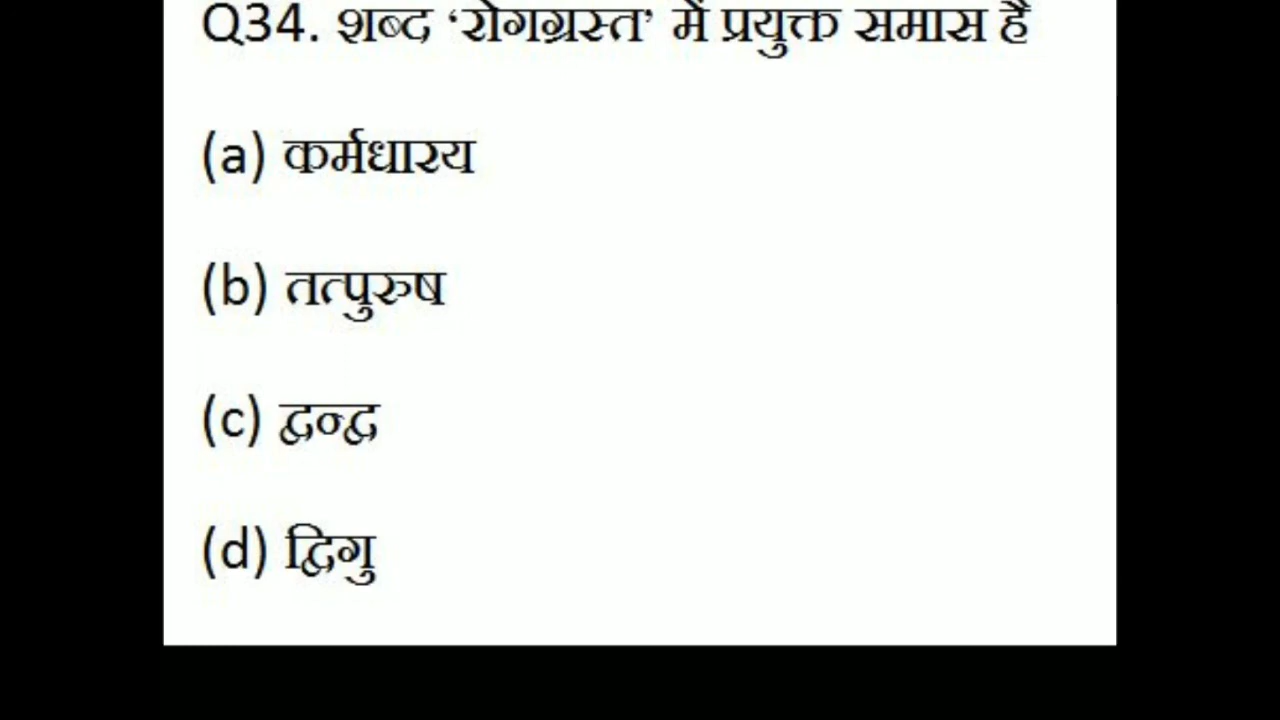 Q34. शब्द ‘रोगग्रस्त’ में प्रयुक्त समास है
(a) कर्मधारय
(b) तत्पुरुष
(c) द्वन्द्व
(d) द्विगु